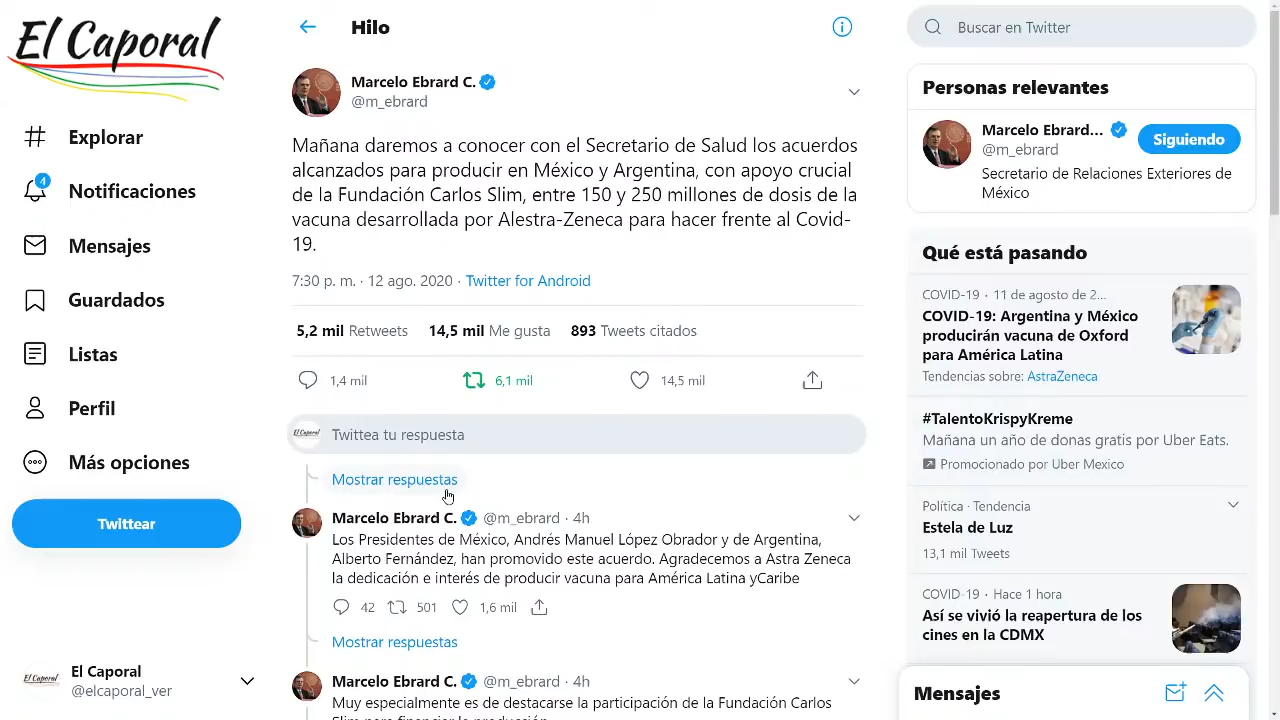 El Caporal
Explorar
4
Notificaciones
Mensajes
Guardados
Listas
Perfil
Más opciones
Twittear
El Caporal
El Caporal
@elcaporal_ver
Hilo
Marcelo Ebrard C.
@m_ebrard
Mañana daremos a conocer con el Secretario de Salud los acuerdos
alcanzados para producir en México y Argentina, con apoyo crucial
de la Fundación Carlos Slim, entre 150 y 250 millones de dosis de la
vacuna desarrollada por Alestra-Zeneca para hacer frente al Covid-
19.
7:30 p. m. · 12 ago. 2020 · Twitter for Android
5,2 mil Retweets 14,5 mil Me gusta 893 Tweets citados
1,4 mil 6,1 mil 14,5 mil
El Caporal
Twittea tu respuesta
Mostrar respuestas
Marcelo Ebrard C. @m_ebrard · 4h
Los Presidentes de México, Andrés Manuel López Obrador y de Argentina,
Alberto Fernández, han promovido este acuerdo. Agradecemos a Astra Zeneca
la dedicación e interés de producir vacuna para América Latina yCaribe
42 501 1,6 mil
Mostrar respuestas
Marcelo Ebrard C. @m_ebrard · 4h
Muy especialmente es de destacarse la participación de la Fundación Carlos
Slim para financiar la producción
Buscar en Twitter
Personas relevantes
Marcelo Ebrard...
@m_ebrard
Siguiendo
Secretario de Relaciones Exteriores de
México
Qué está pasando
COVID-19 · 11 de agosto de 2...
COVID-19: Argentina y México
producirán vacuna de Oxford
para América Latina
Tendencias sobre: AstraZeneca
#TalentoKrispyKreme
Mañana un año de donas gratis por Uber Eats.
Promocionado por Uber Mexico
Política · Tendencia
Estela de Luz
13,1 mil Tweets
COVID-19 · Hace 1 hora
Así se vivió la reapertura de los
cines en la CDMX
Mensajes